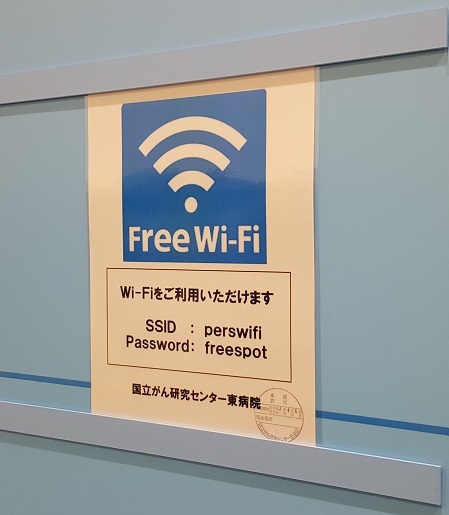 Free Wi-Fi
Wi-Fiをご利用いただけます
SSID : perswifi
Password: freespot
国立がん研究センター東病院